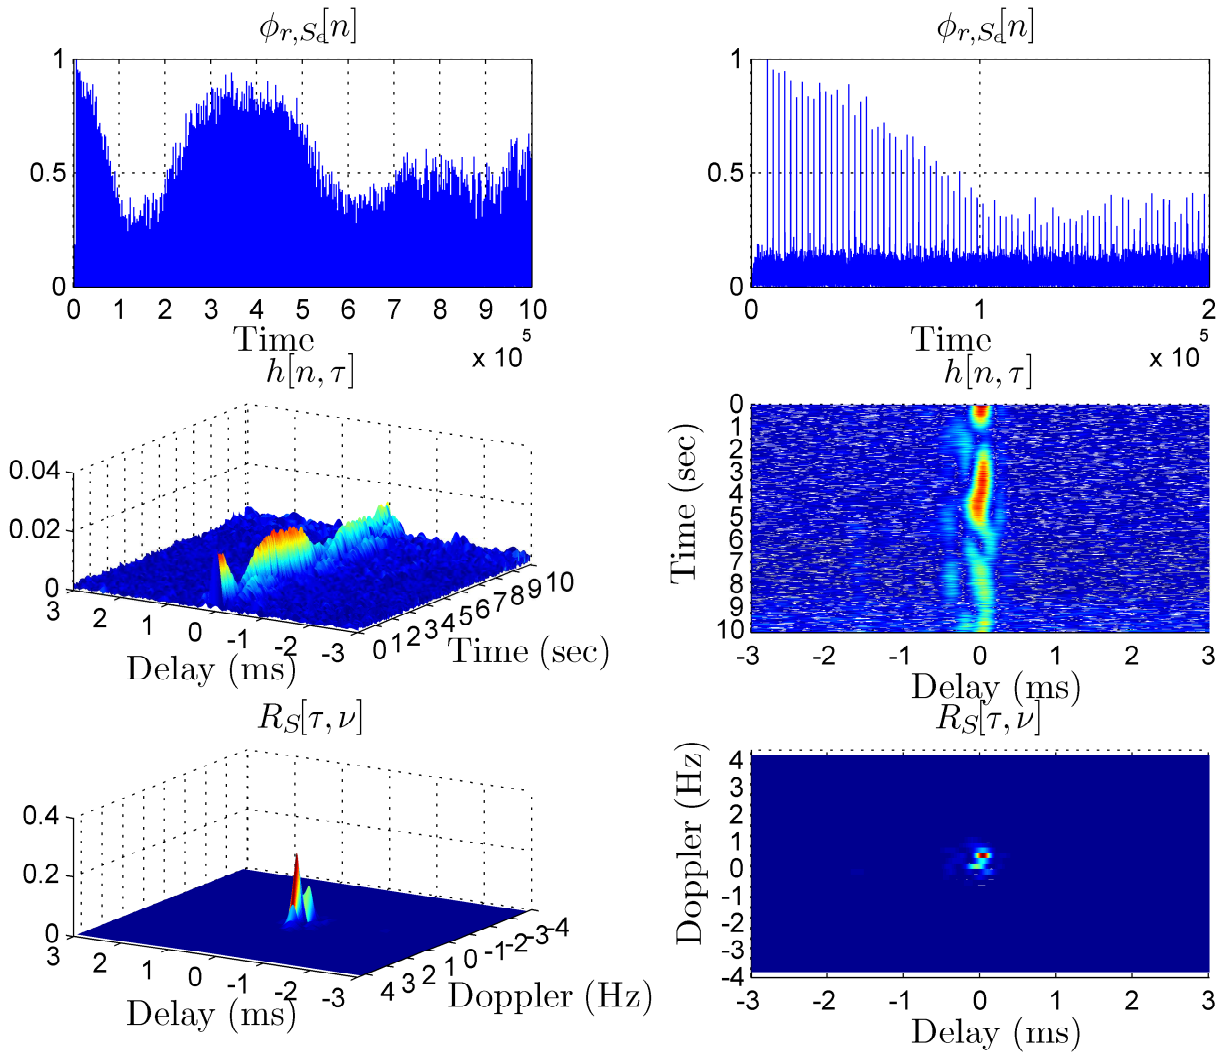 ϕr,Sc[n]
1
0.5
0
0 1 2 3 4 5 6 7 8 9 10
Time
x 10^5
ϕr,Sc[n]
1
0.5
0
0 1 2
Time
x 10^5
h[n, τ]
0.04
0.02
0
3 2 1 0 -1 -2 -3
Delay (ms)
0 1 2 3 4 5 6 7 8 9 10
Time (sec)
h[n, τ]
0
1
2
3
4
5
6
7
8
9
10
Time (sec)
-3 -2 -1 0 1 2 3
Delay (ms)
RS[τ, ν]
0.4
0.2
0
3 2 1 0 -1 -2 -3
Delay (ms)
4 3 2 1 0 -1 -2 -3 -4
Doppler (Hz)
RS[τ, ν]
4
3
2
1
0
-1
-2
-3
-4
Doppler (Hz)
-3 -2 -1 0 1 2 3
Delay (ms)